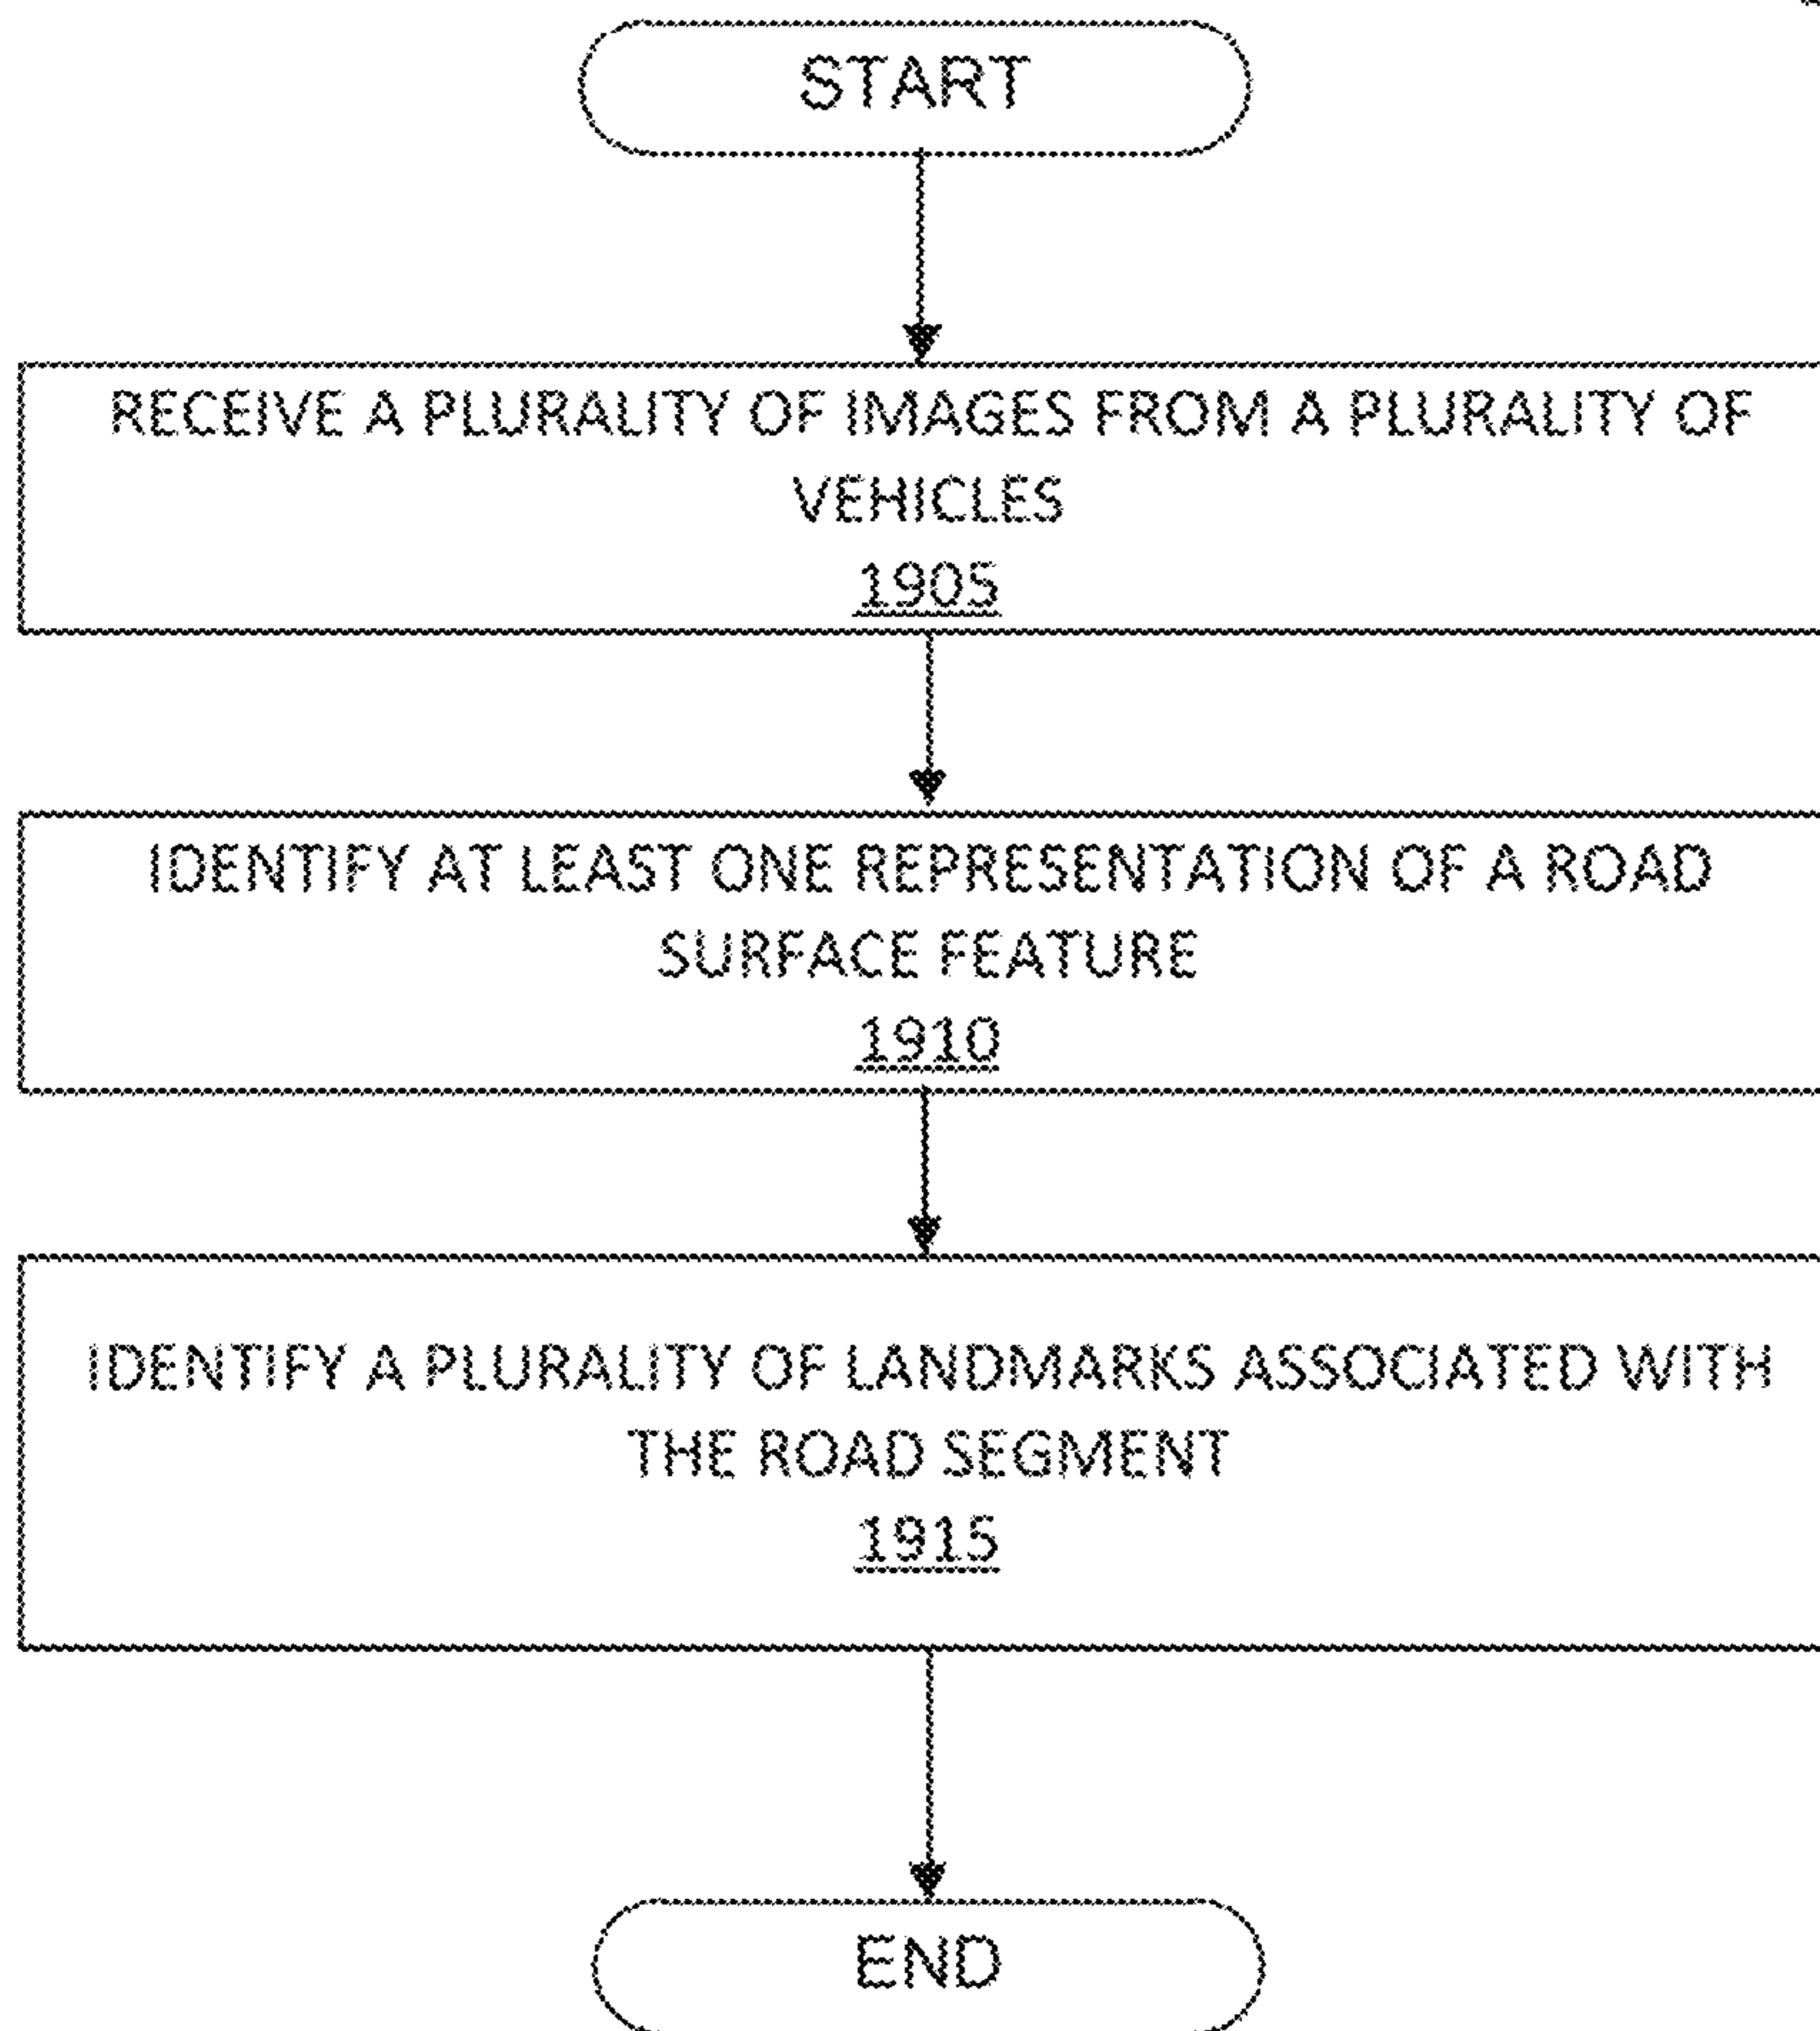 START
RECEIVE A PLURALITY OF IMAGES FROM A PLURALITY OF
VEHICLES
1905
IDENTIFY AT LEAST ONE REPRESENTATION OF A ROAD
SURFACE FEATURE
1910
IDENTIFY A PLURALITY OF LANDMARKS ASSOCIATED WITH
THE ROAD SEGMENT
1915
END